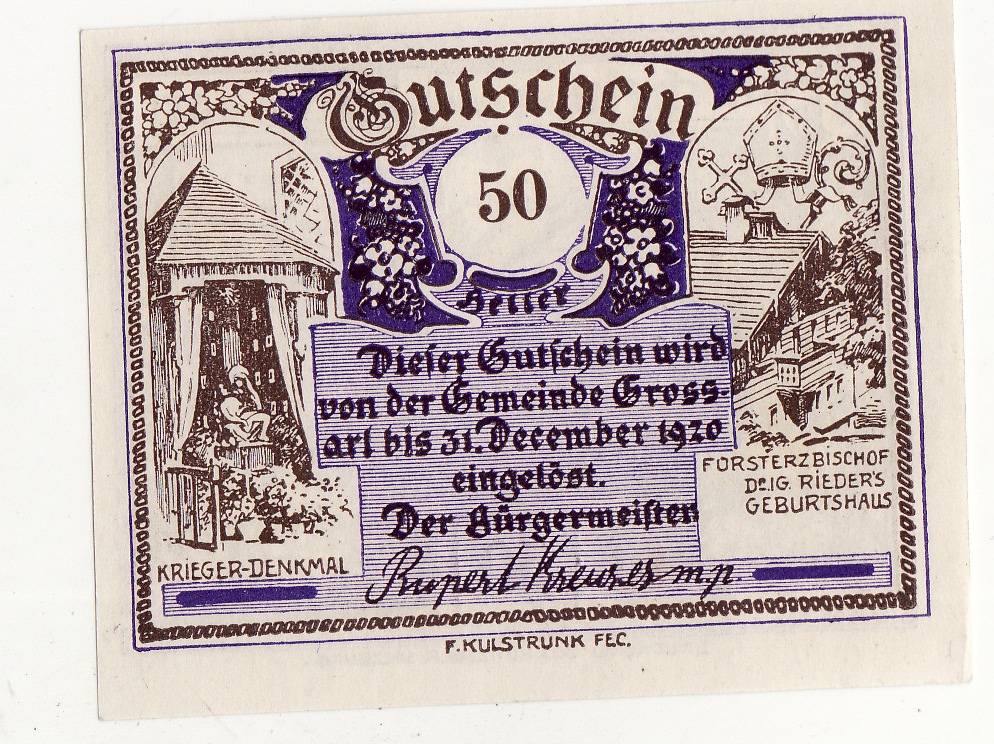 Gutschein
50
Heller
Dieser Gutschein wird
von der Gemeinde Gross-
arl bis 31. December 1920
eingelöst.
Der Bürgermeister
Rupert m.p.
KRIEGER-DENKMAL
FÜRSTERZBISCHOF
DR. IG. RIEDER'S
GEBURTSHAUS
F. KULSTRUNK FEC.